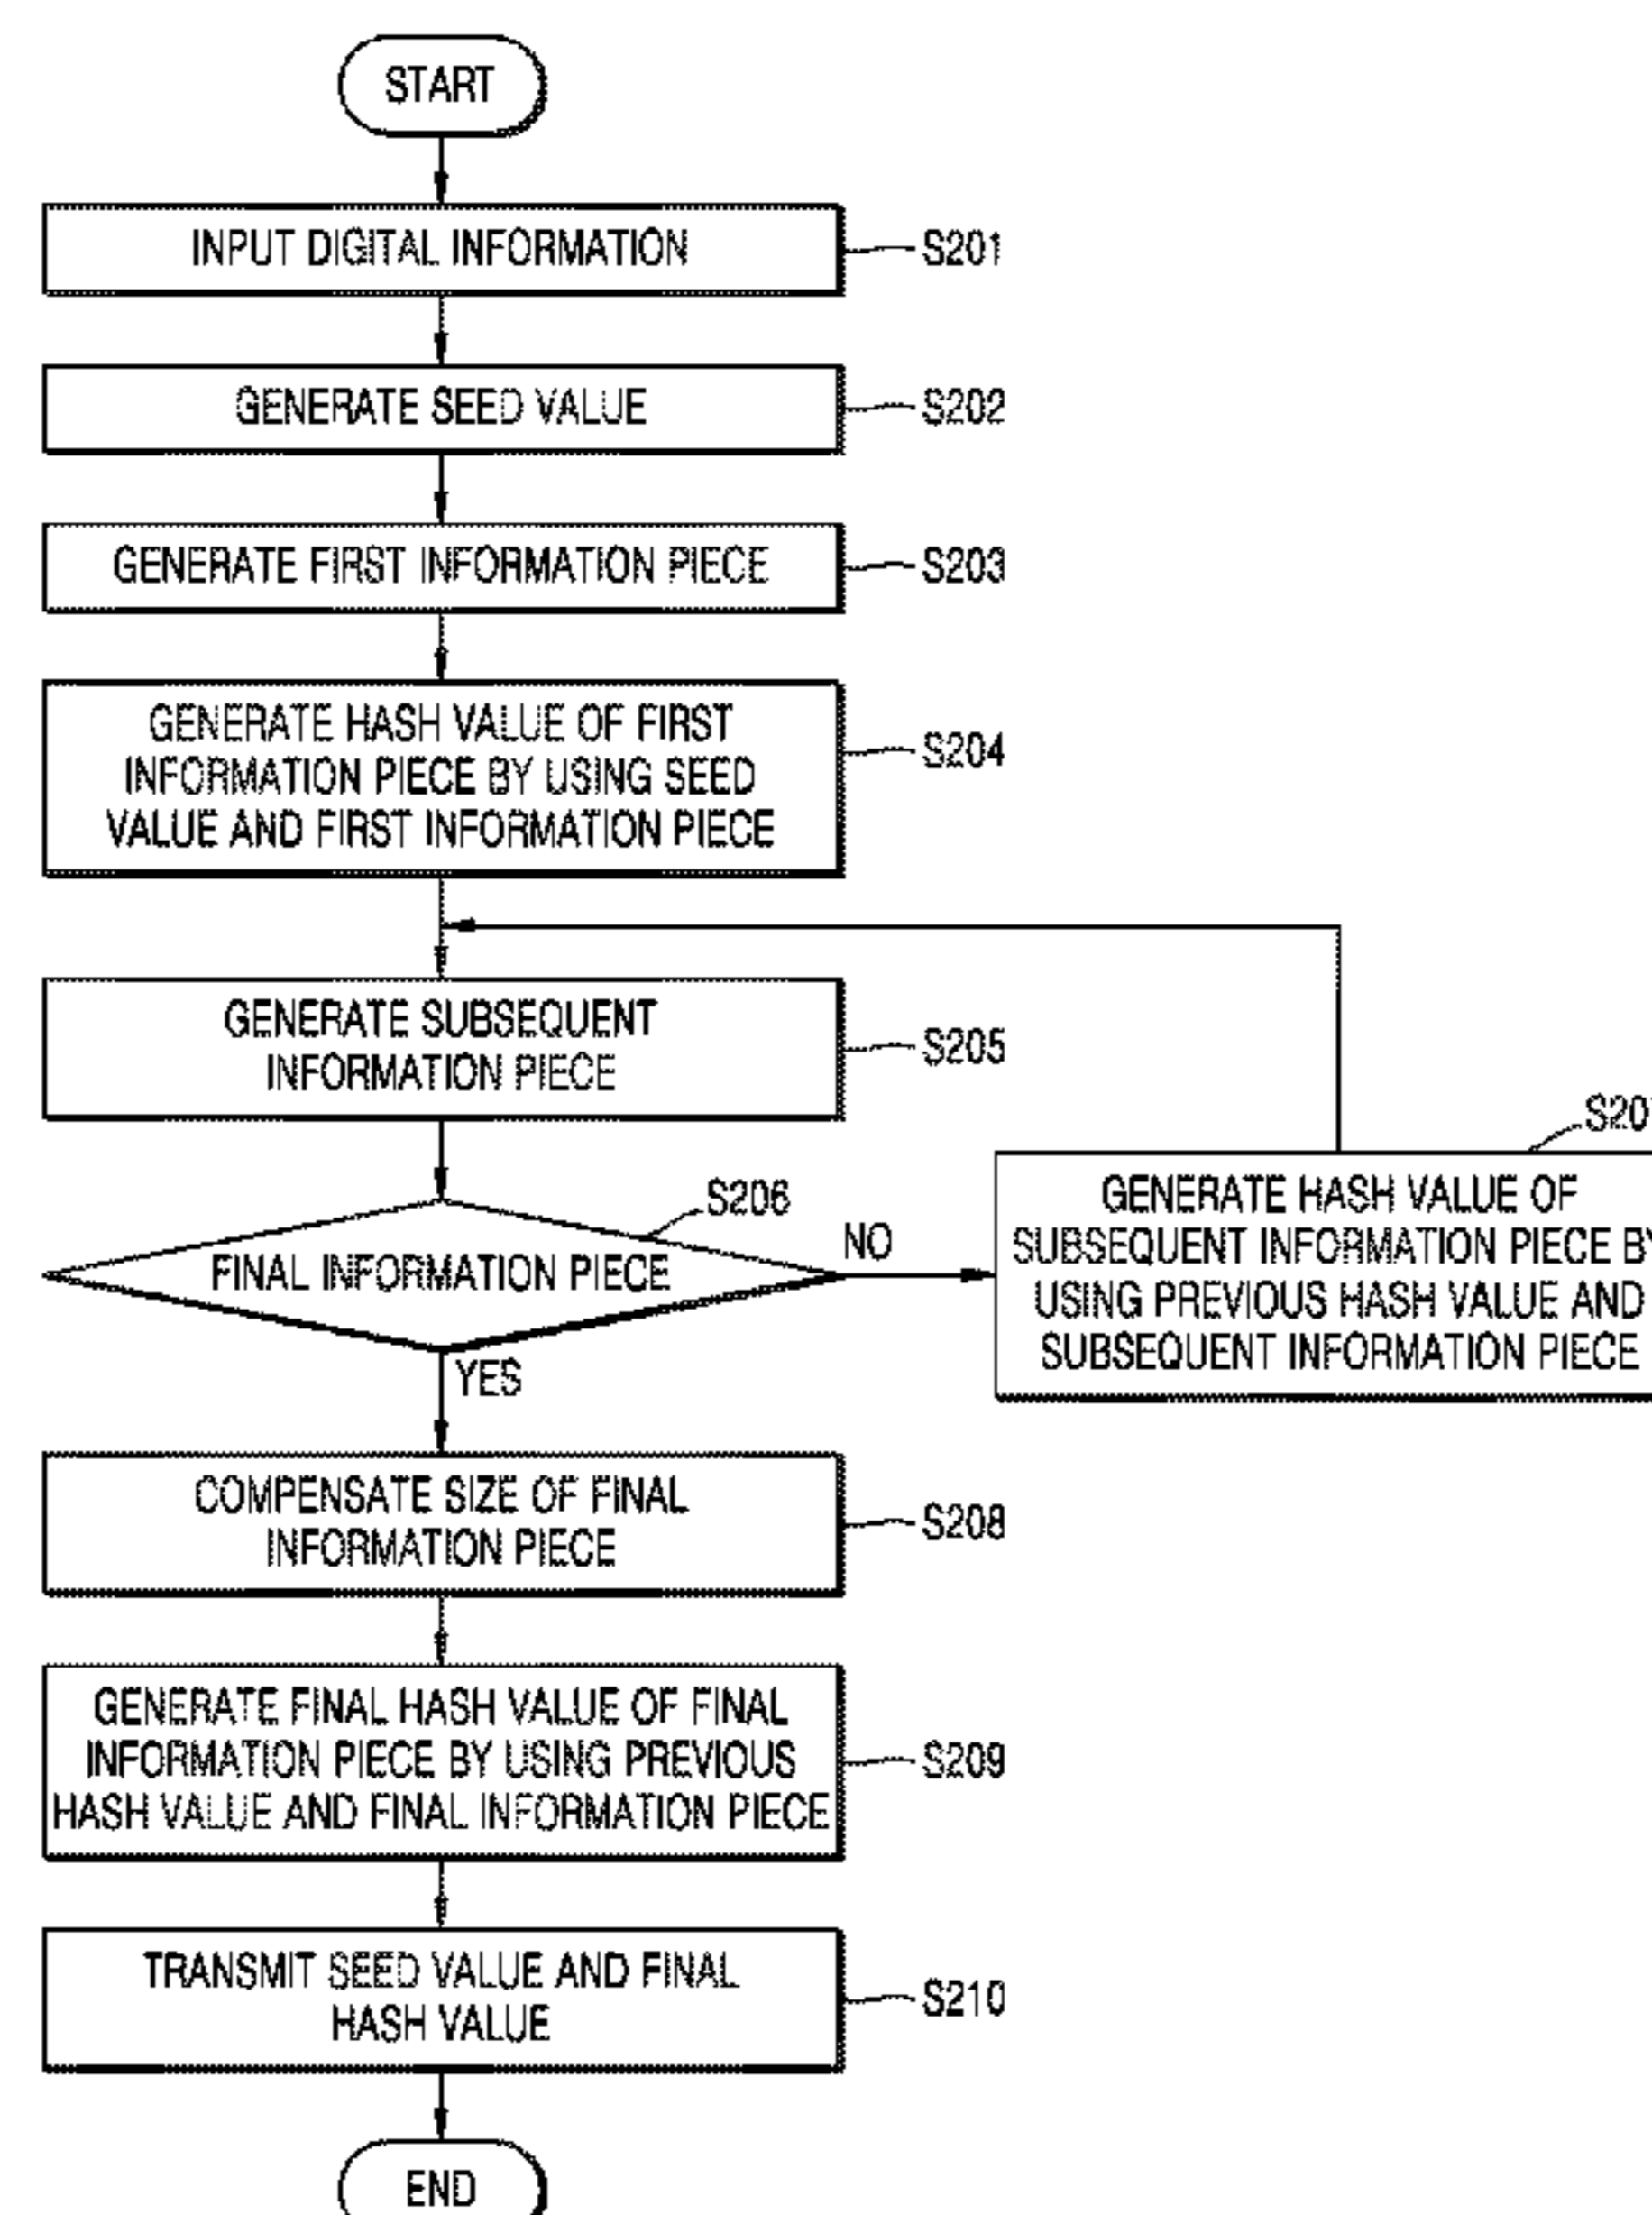 START
INPUT DIGITAL INFORMATION
S201
GENERATE SEED VALUE
S202
GENERATE FIRST INFORMATION PIECE
S203
GENERATE HASH VALUE OF FIRST
INFORMATION PIECE BY USING SEED
VALUE AND FIRST INFORMATION PIECE
S204
GENERATE SUBSEQUENT
INFORMATION PIECE
S205
FINAL INFORMATION PIECE
S206
NO
YES
GENERATE HASH VALUE OF
SUBSEQUENT INFORMATION PIECE BY
USING PREVIOUS HASH VALUE AND
SUBSEQUENT INFORMATION PIECE
COMPENSATE SIZE OF FINAL
INFORMATION PIECE
S208
GENERATE FINAL HASH VALUE OF FINAL
INFORMATION PIECE BY USING PREVIOUS
HASH VALUE AND FINAL INFORMATION PIECE
S209
TRANSMIT SEED VALUE AND FINAL
HASH VALUE
S210
END